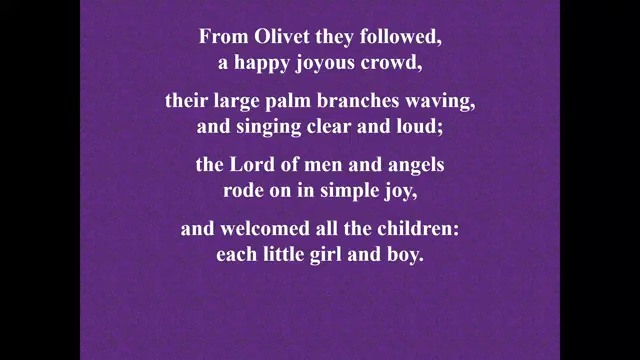 From Olivet they followed,
a happy joyous crowd,
their large palm branches waving,
and singing clear and loud;
the Lord of men and angels
rode on in simple joy,
and welcomed all the children:
each little girl and boy.